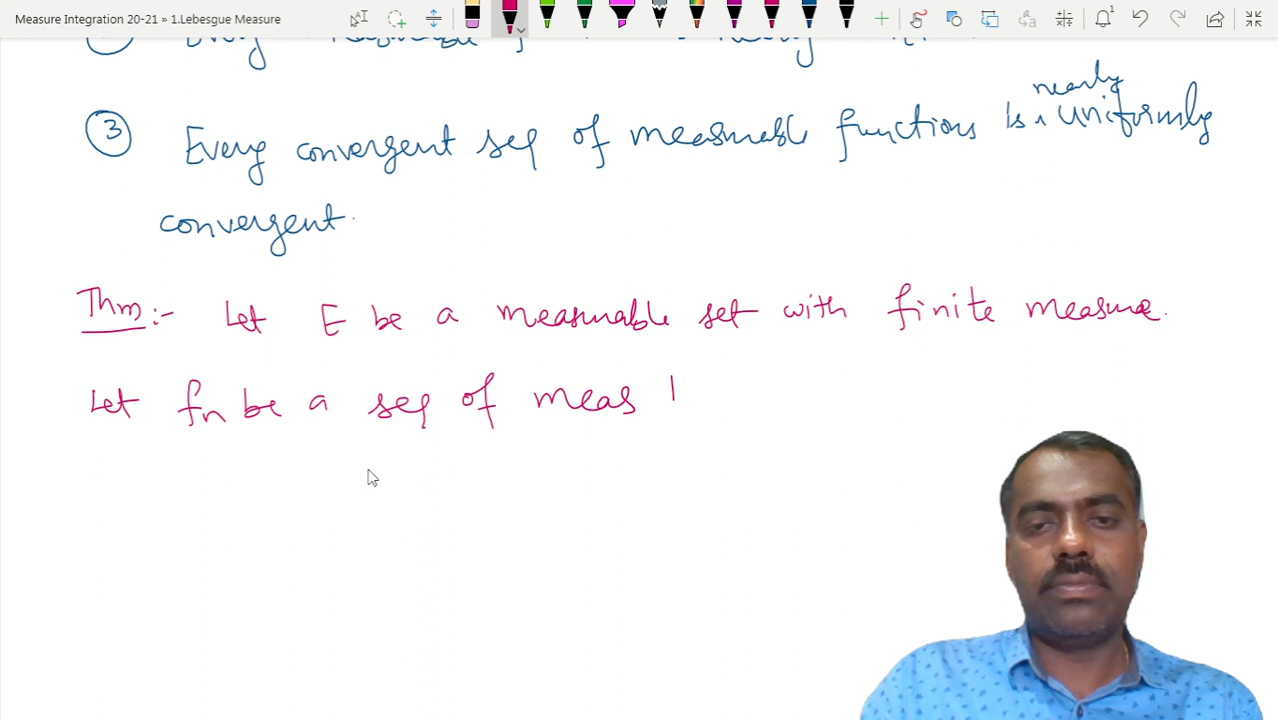 Measure Integration 20-21 » 1.Lebesgue Measure
Every
nearly
③ Every convergent seq of measurable functions is ∧ uniformly
convergent.
Thm:- Let E be a measurable set with finite measure.
Let fn be a seq of meas